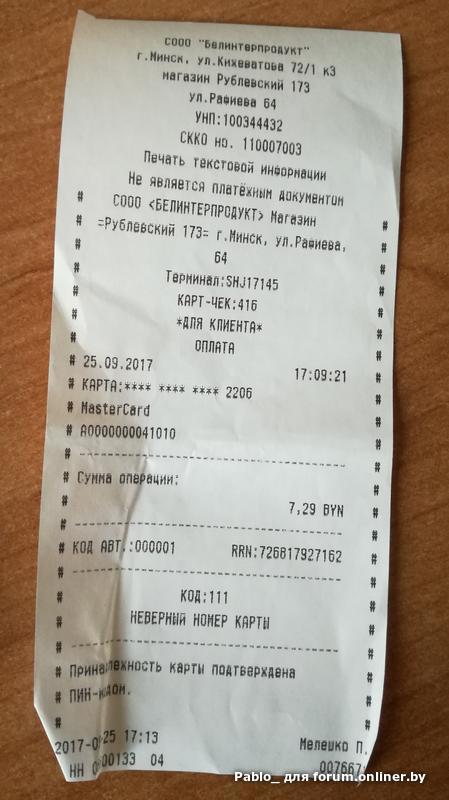 СООО "Белинтерпродукт"
г.Минск, ул.Кижеватова 72/1 к3
магазин Рублевский 173
ул.Рафиева 64
УНП:100344432
СККО но. 110007003
Печать текстовой информации
Не является платёжным документом
# СООО <БЕЛИНТЕРПРОДУКТ> Магазин #
# =Рублевский 173= г.Минск, ул.Рафиева, #
# 64 #
# Терминал:SHJ17145 #
# КАРТ-ЧЕК:416 #
# *ДЛЯ КЛИЕНТА* #
# ОПЛАТА #
# 25.09.2017 17:09:21 #
# КАРТА:**** **** **** 2206 #
# MasterCard #
# A0000000041010 #
# Сумма операции: #
# 7,29 BYN #
# КОД АВТ.:000001 RRN:726817927162 #
# КОД:111 #
# НЕВЕРНЫЙ НОМЕР КАРТЫ #
# карты подтверждена #
# #
17:13 Мелешко П.
НН 04
Pablo_ для forum.onliner.by